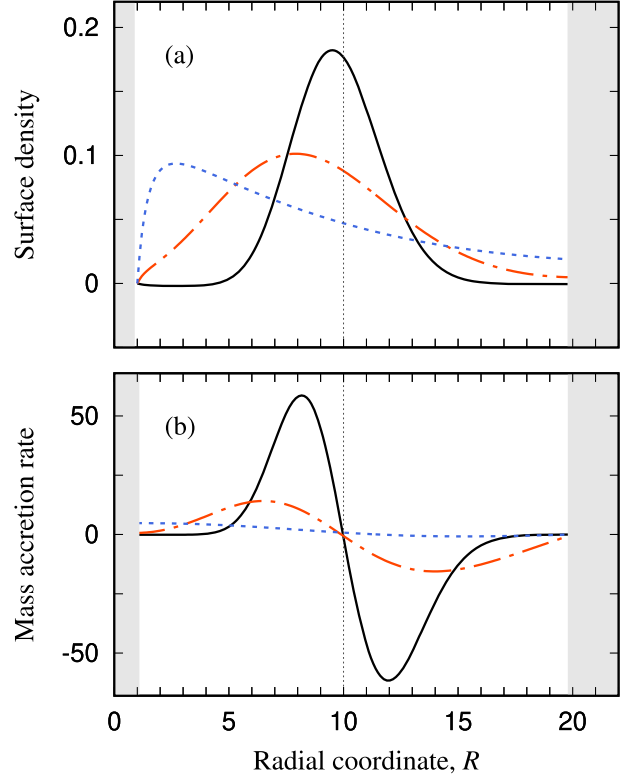 0.2
(a)
0.1
Surface density
0
50
(b)
0
Mass accretion rate
-50
0 5 10 15 20
Radial coordinate, R